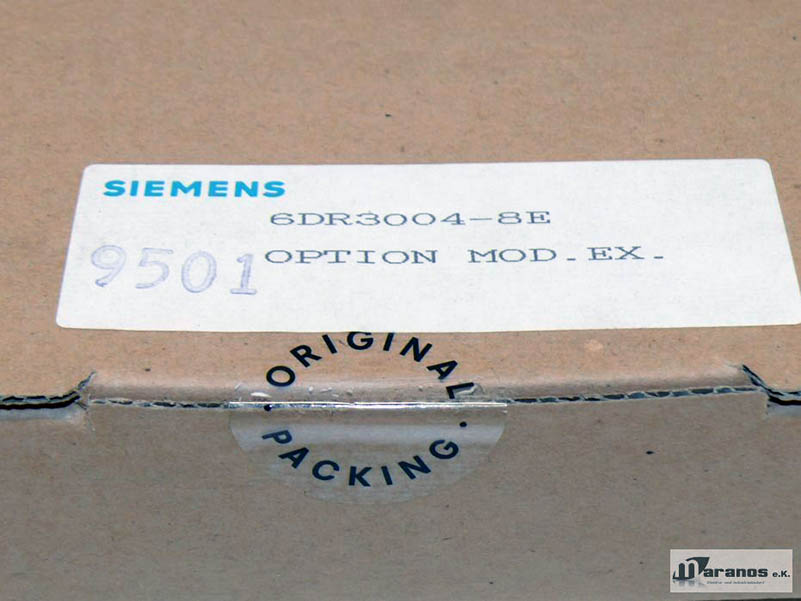 SIEMENS
6DR3004-8E
9501 OPTION MOD.EX.
ORIGINAL
PACKING
Maranos e.K.